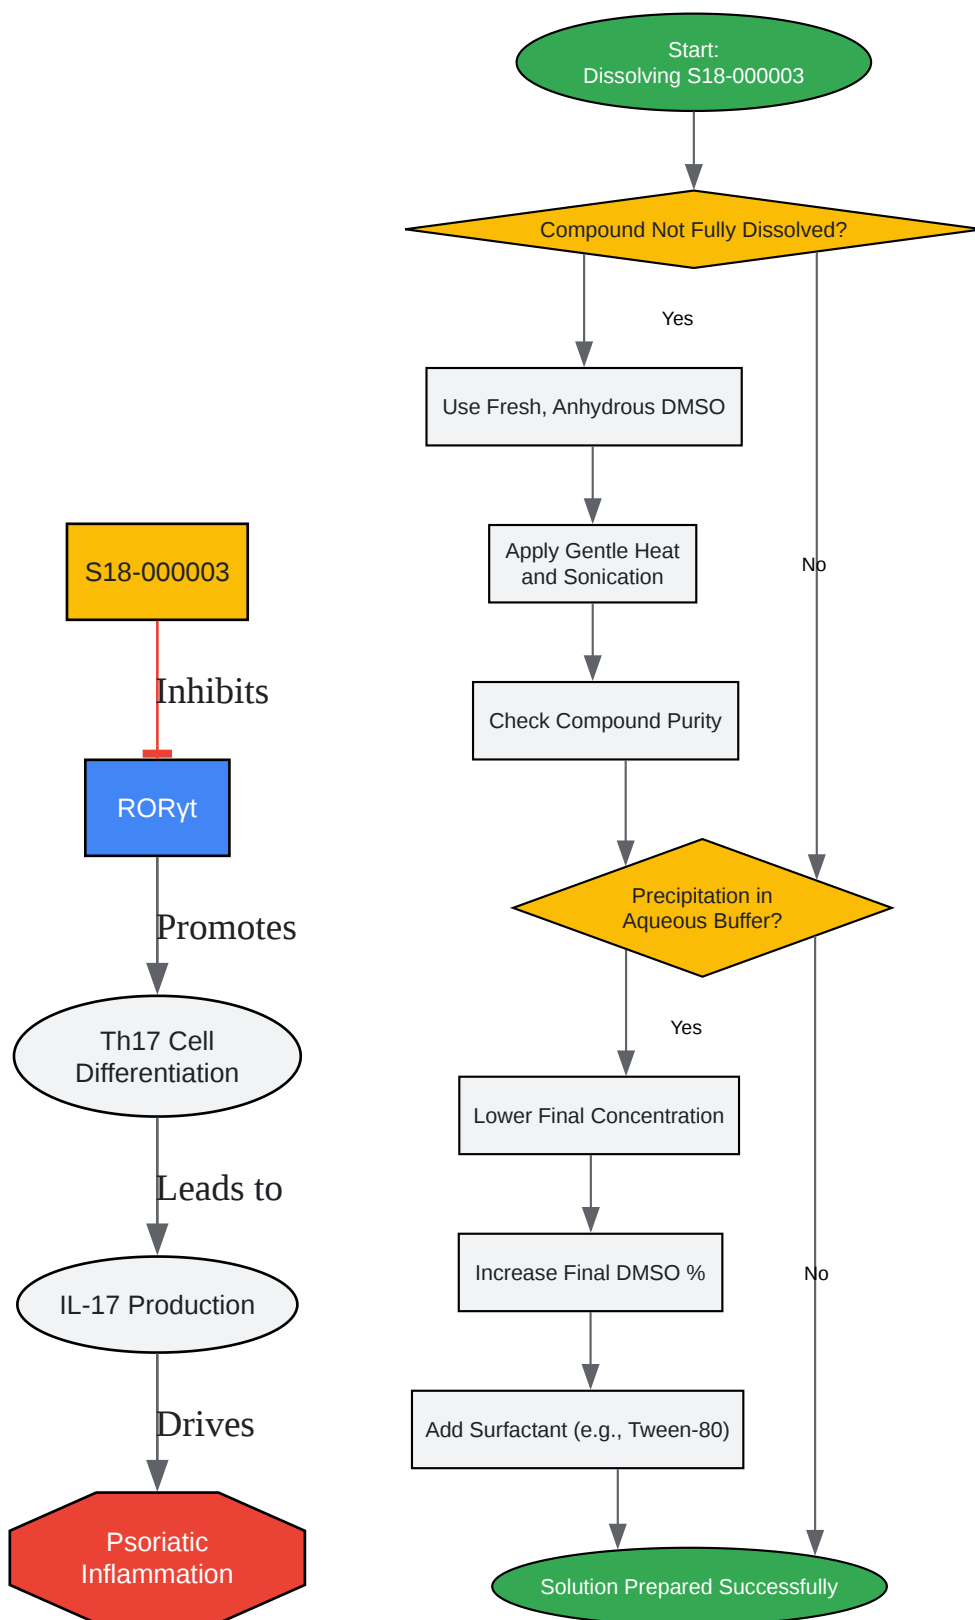 Start:
Dissolving S18-000003
Compound Not Fully Dissolved?
Yes
Use Fresh, Anhydrous DMSO
Apply Gentle Heat
and Sonication
No
Check Compound Purity
Precipitation in
Aqueous Buffer?
Yes
Lower Final Concentration
Increase Final DMSO %
No
Add Surfactant (e.g., Tween-80)
Solution Prepared Successfully
S18-000003
Inhibits
RORγt
Promotes
Th17 Cell
Differentiation
Leads to
IL-17 Production
Drives
Psoriatic
Inflammation